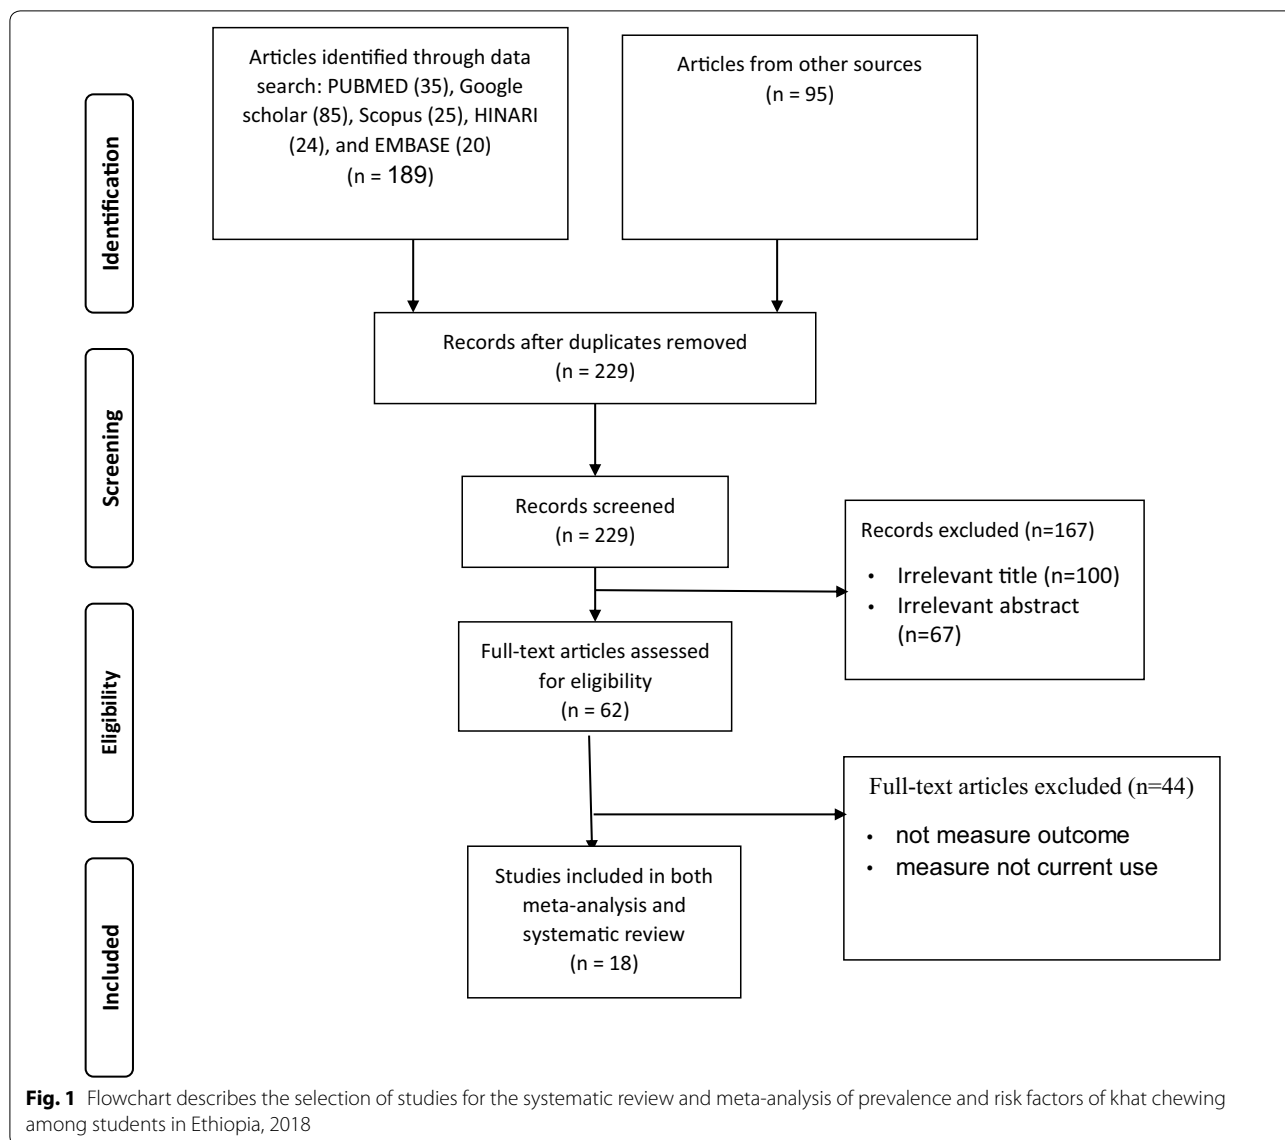 Identification
Articles identified through data
search: PUBMED (35), Google
scholar (85), Scopus (25), HINARI
(24), and EMBASE (20)
(n = 189)
Articles from other sources
(n = 95)
Records after duplicates removed
(n = 229)
Screening
Records screened
(n = 229)
Records excluded (n=167)
• Irrelevant title (n=100)
• Irrelevant abstract
(n=67)
Eligibility
Full-text articles assessed
for eligibility
(n = 62)
Full-text articles excluded (n=44)
• not measure outcome
• measure not current use
Included
Studies included in both
meta-analysis and
systematic review
(n = 18)
Fig. 1 Flowchart describes the selection of studies for the systematic review and meta-analysis of prevalence and risk factors of khat chewing
among students in Ethiopia, 2018